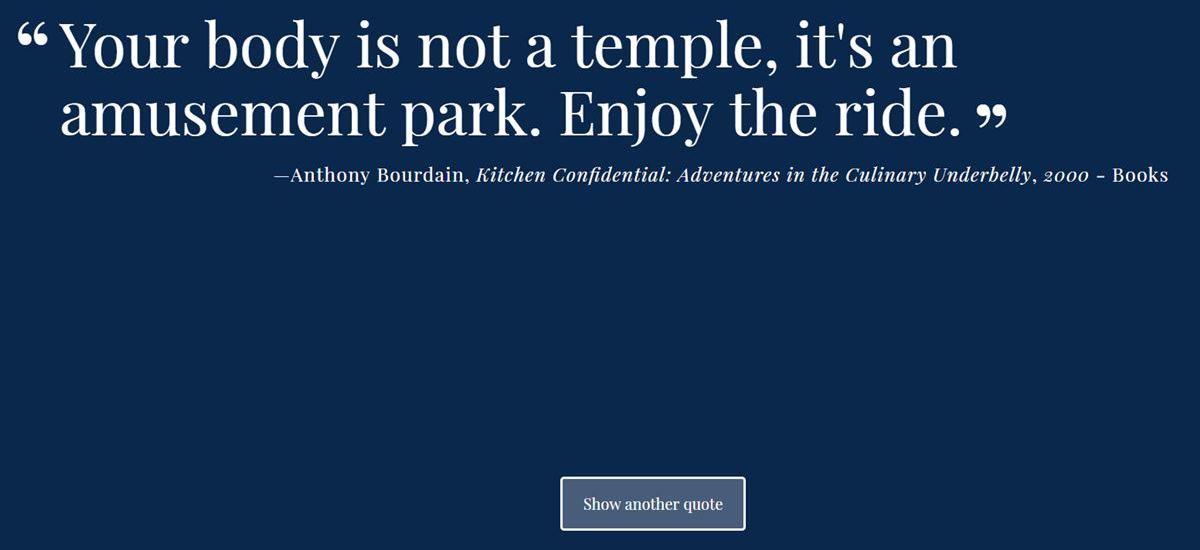 “ Your body is not a temple, it's an
amusement park. Enjoy the ride. ”
—Anthony Bourdain, Kitchen Confidential: Adventures in the Culinary Underbelly, 2000 - Books
Show another quote